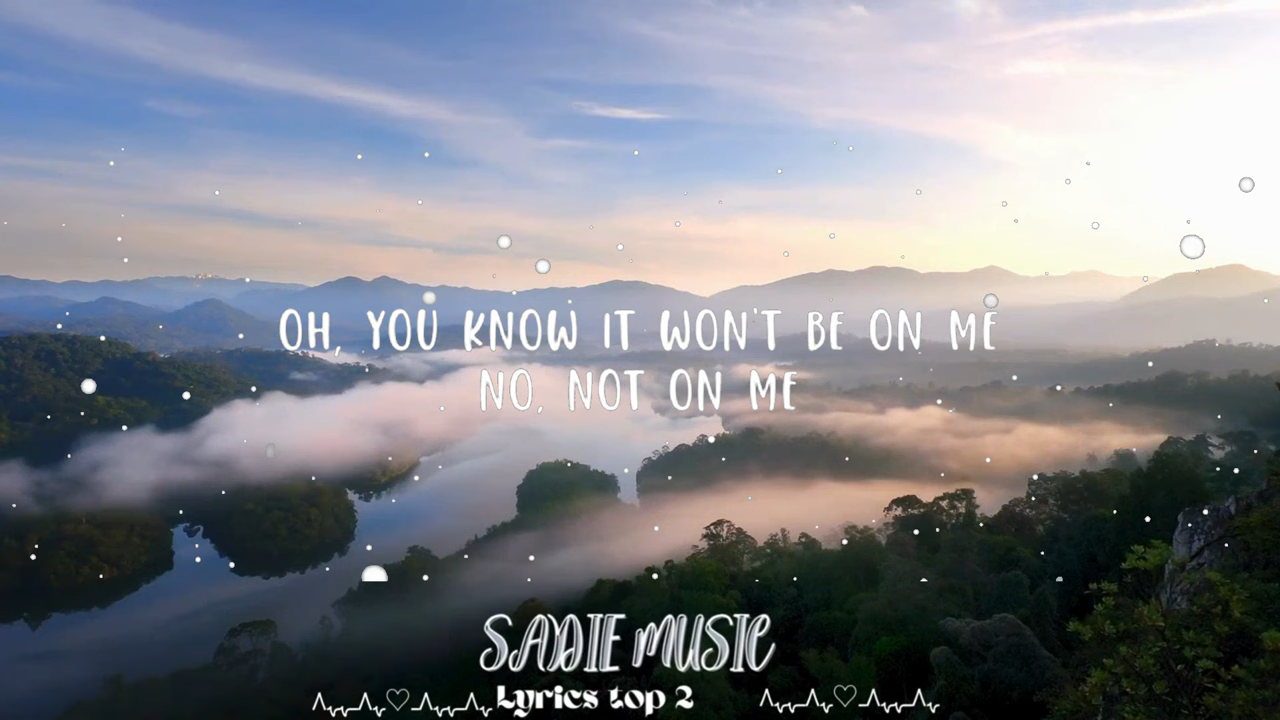 OH, YOU KNOW IT WON'T BE ON ME
NO, NOT ON ME
SADIE MUSIC
Lyrics top 2